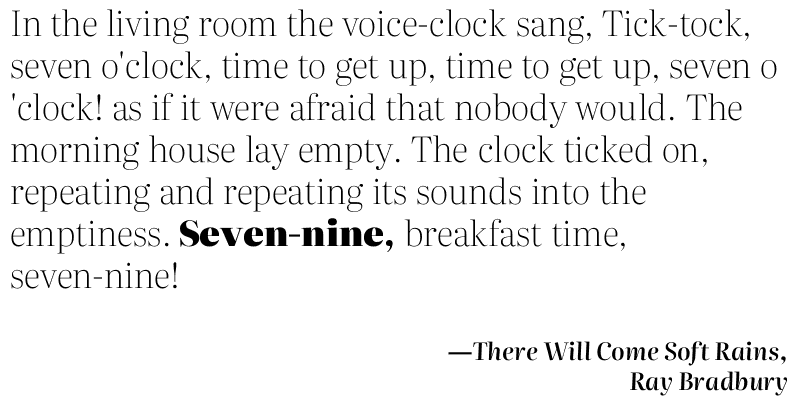 In the living room the voice-clock sang, Tick-tock,
seven o'clock, time to get up, time to get up, seven o
'clock! as if it were afraid that nobody would. The
morning house lay empty. The clock ticked on,
repeating and repeating its sounds into the
emptiness. Seven-nine, breakfast time,
seven-nine!
—There Will Come Soft Rains,
Ray Bradbury